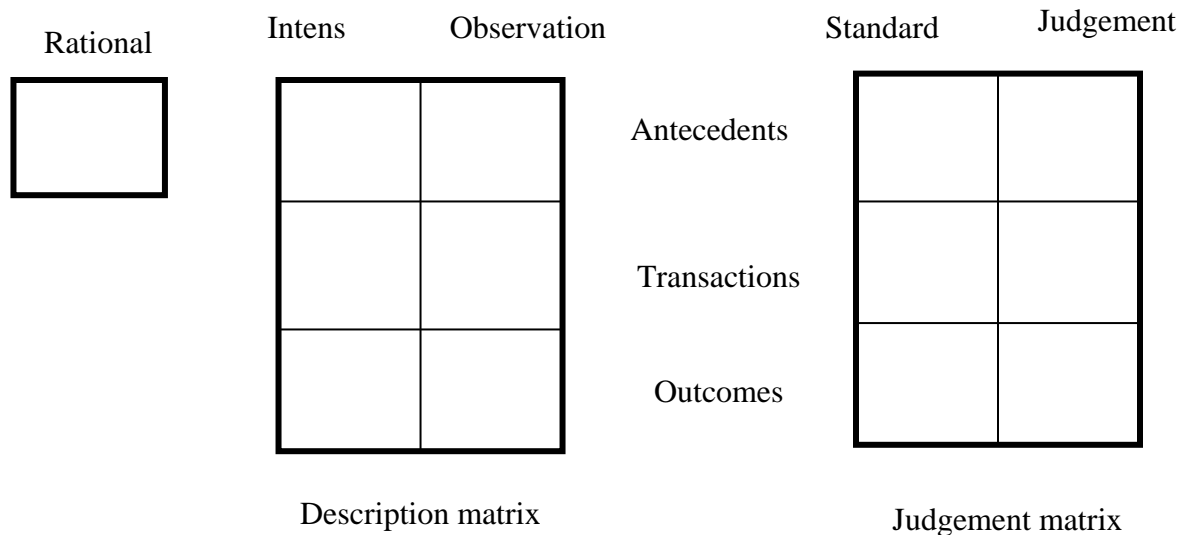 Rational
Intens
Observation
Standard
Judgement
Antecedents
Transactions
Outcomes
Description matrix
Judgement matrix